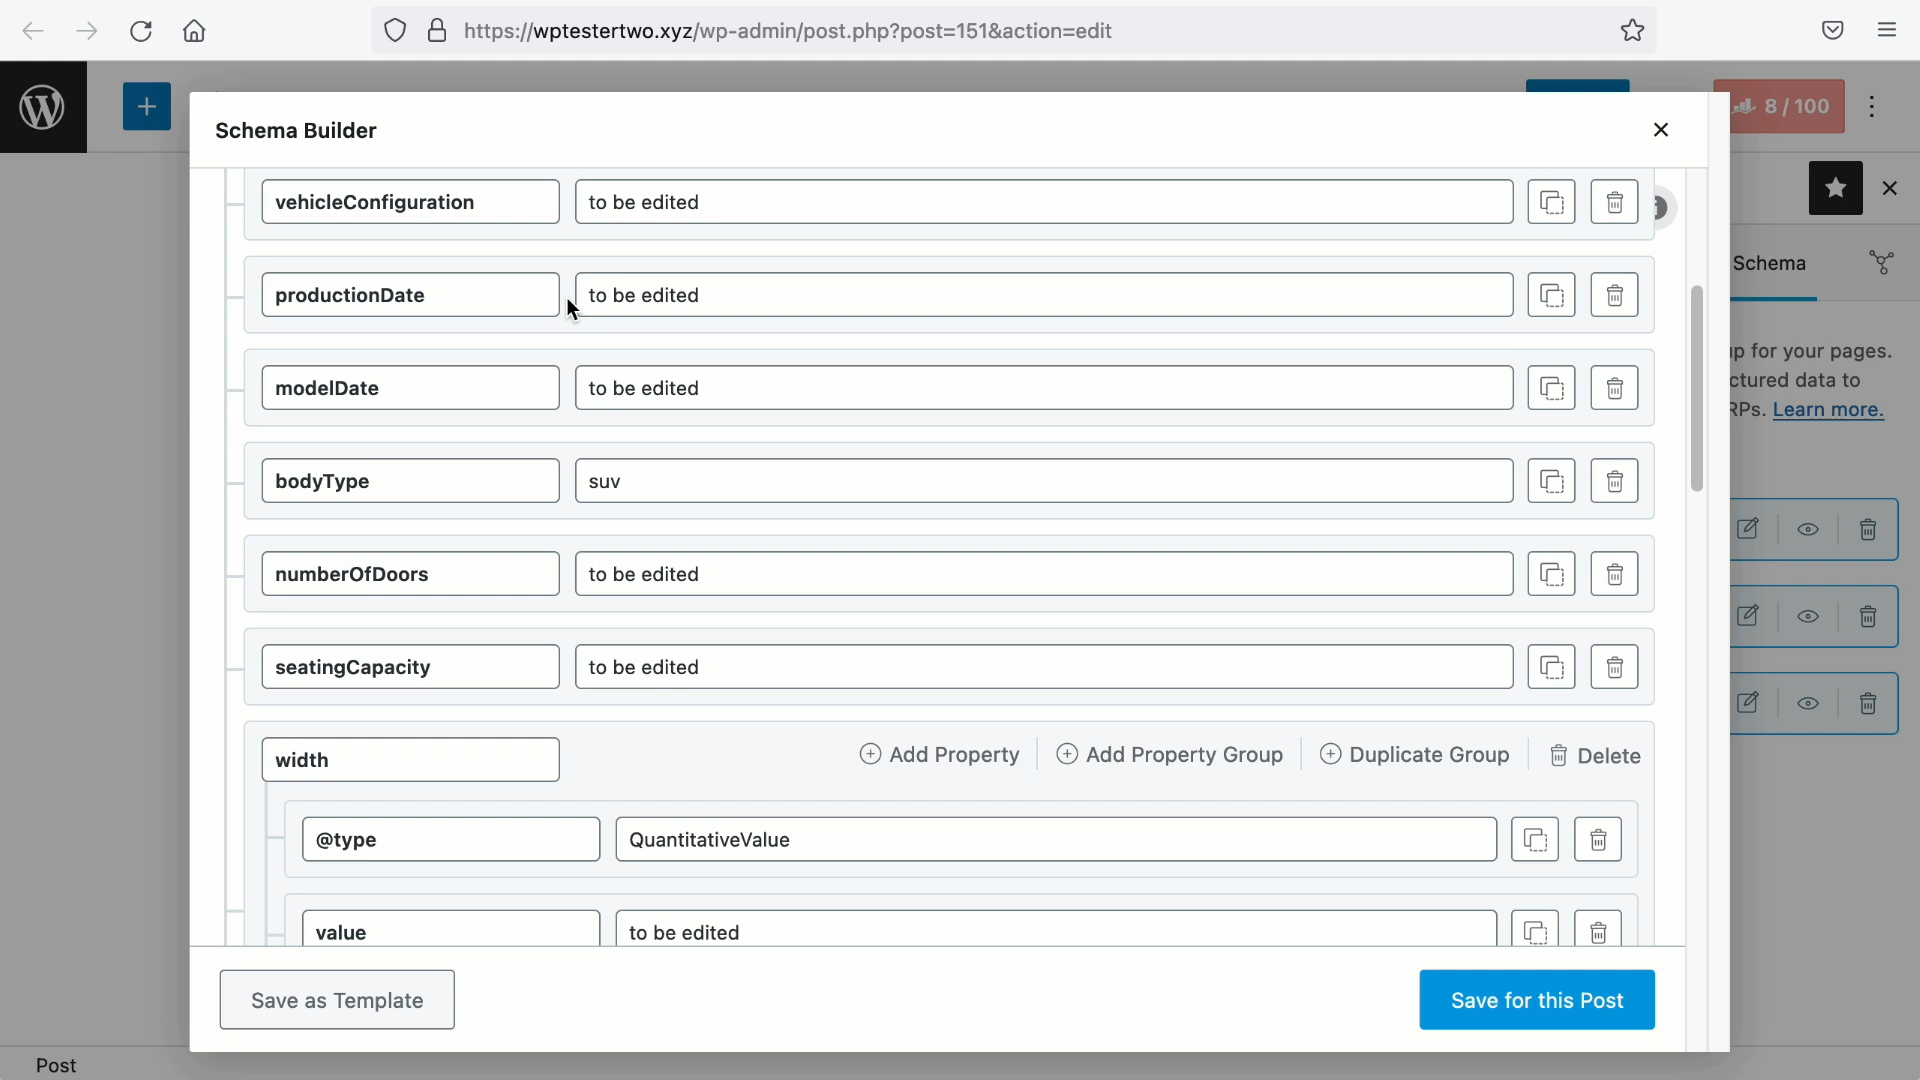 https://wptestertwo.xyz/wp-admin/post.php?post=151&action=edit
8 / 100
Schema Builder
vehicleConfiguration to be edited
productionDate to be edited
modelDate to be edited
bodyType suv
numberOfDoors to be edited
seatingCapacity to be edited
width Add Property Add Property Group Duplicate Group Delete
@type QuantitativeValue
value to be edited
Save as Template Save for this Post
Schema
up for your pages.
ctured data to
RPs. Learn more.
Post